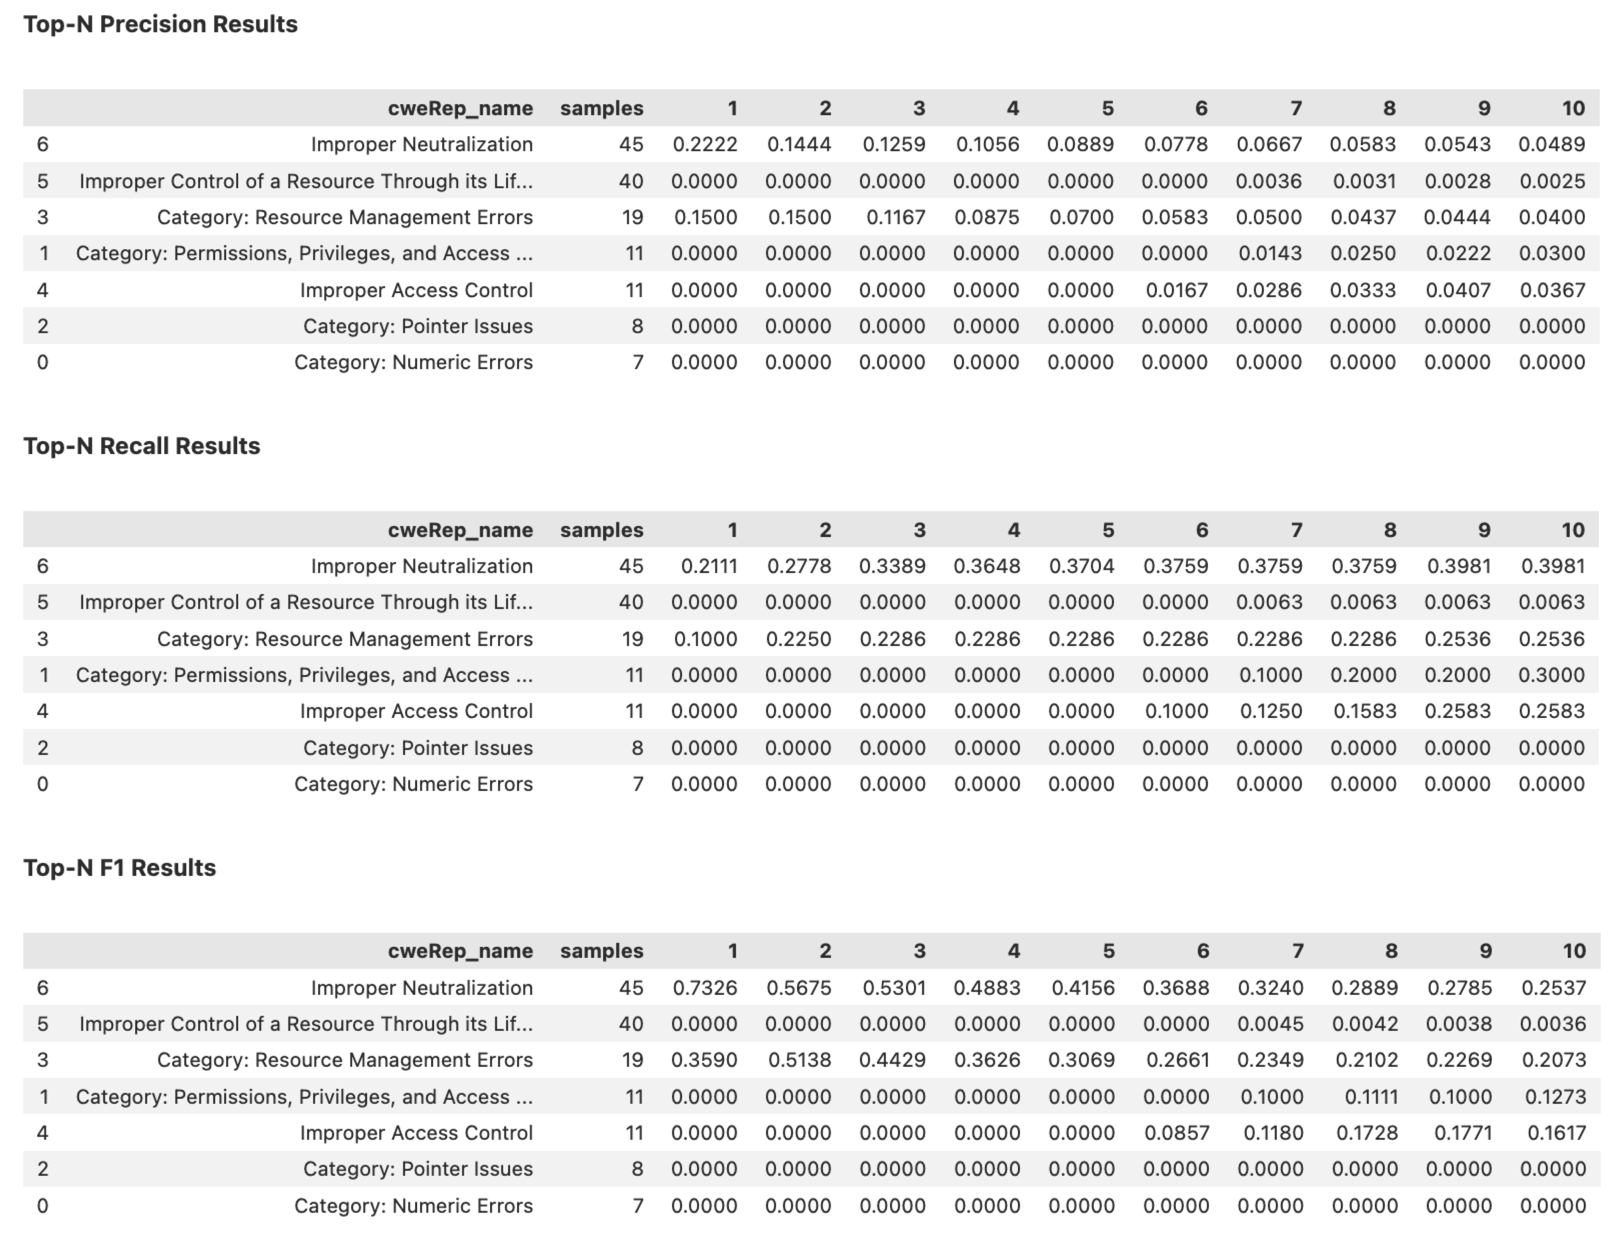 Top-N Precision Results
cweRep_name samples 1 2 3 4 5 6 7 8 9 10
6 Improper Neutralization 45 0.2222 0.1444 0.1259 0.1056 0.0889 0.0778 0.0667 0.0583 0.0543 0.0489
5 Improper Control of a Resource Through its Lif... 40 0.0000 0.0000 0.0000 0.0000 0.0000 0.0000 0.0036 0.0031 0.0028 0.0025
3 Category: Resource Management Errors 19 0.1500 0.1500 0.1167 0.0875 0.0700 0.0583 0.0500 0.0437 0.0444 0.0400
1 Category: Permissions, Privileges, and Access ... 11 0.0000 0.0000 0.0000 0.0000 0.0000 0.0000 0.0143 0.0250 0.0222 0.0300
4 Improper Access Control 11 0.0000 0.0000 0.0000 0.0000 0.0000 0.0167 0.0286 0.0333 0.0407 0.0367
2 Category: Pointer Issues 8 0.0000 0.0000 0.0000 0.0000 0.0000 0.0000 0.0000 0.0000 0.0000 0.0000
0 Category: Numeric Errors 7 0.0000 0.0000 0.0000 0.0000 0.0000 0.0000 0.0000 0.0000 0.0000 0.0000
Top-N Recall Results
cweRep_name samples 1 2 3 4 5 6 7 8 9 10
6 Improper Neutralization 45 0.2111 0.2778 0.3389 0.3648 0.3704 0.3759 0.3759 0.3759 0.3981 0.3981
5 Improper Control of a Resource Through its Lif... 40 0.0000 0.0000 0.0000 0.0000 0.0000 0.0000 0.0063 0.0063 0.0063 0.0063
3 Category: Resource Management Errors 19 0.1000 0.2250 0.2286 0.2286 0.2286 0.2286 0.2286 0.2286 0.2536 0.2536
1 Category: Permissions, Privileges, and Access ... 11 0.0000 0.0000 0.0000 0.0000 0.0000 0.0000 0.1000 0.2000 0.2000 0.3000
4 Improper Access Control 11 0.0000 0.0000 0.0000 0.0000 0.0000 0.1000 0.1250 0.1583 0.2583 0.2583
2 Category: Pointer Issues 8 0.0000 0.0000 0.0000 0.0000 0.0000 0.0000 0.0000 0.0000 0.0000 0.0000
0 Category: Numeric Errors 7 0.0000 0.0000 0.0000 0.0000 0.0000 0.0000 0.0000 0.0000 0.0000 0.0000
Top-N F1 Results
cweRep_name samples 1 2 3 4 5 6 7 8 9 10
6 Improper Neutralization 45 0.7326 0.5675 0.5301 0.4883 0.4156 0.3688 0.3240 0.2889 0.2785 0.2537
5 Improper Control of a Resource Through its Lif... 40 0.0000 0.0000 0.0000 0.0000 0.0000 0.0000 0.0045 0.0042 0.0038 0.0036
3 Category: Resource Management Errors 19 0.3590 0.5138 0.4429 0.3626 0.3069 0.2661 0.2349 0.2102 0.2269 0.2073
1 Category: Permissions, Privileges, and Access ... 11 0.0000 0.0000 0.0000 0.0000 0.0000 0.0000 0.1000 0.1111 0.1000 0.1273
4 Improper Access Control 11 0.0000 0.0000 0.0000 0.0000 0.0000 0.0857 0.1180 0.1728 0.1771 0.1617
2 Category: Pointer Issues 8 0.0000 0.0000 0.0000 0.0000 0.0000 0.0000 0.0000 0.0000 0.0000 0.0000
0 Category: Numeric Errors 7 0.0000 0.0000 0.0000 0.0000 0.0000 0.0000 0.0000 0.0000 0.0000 0.0000